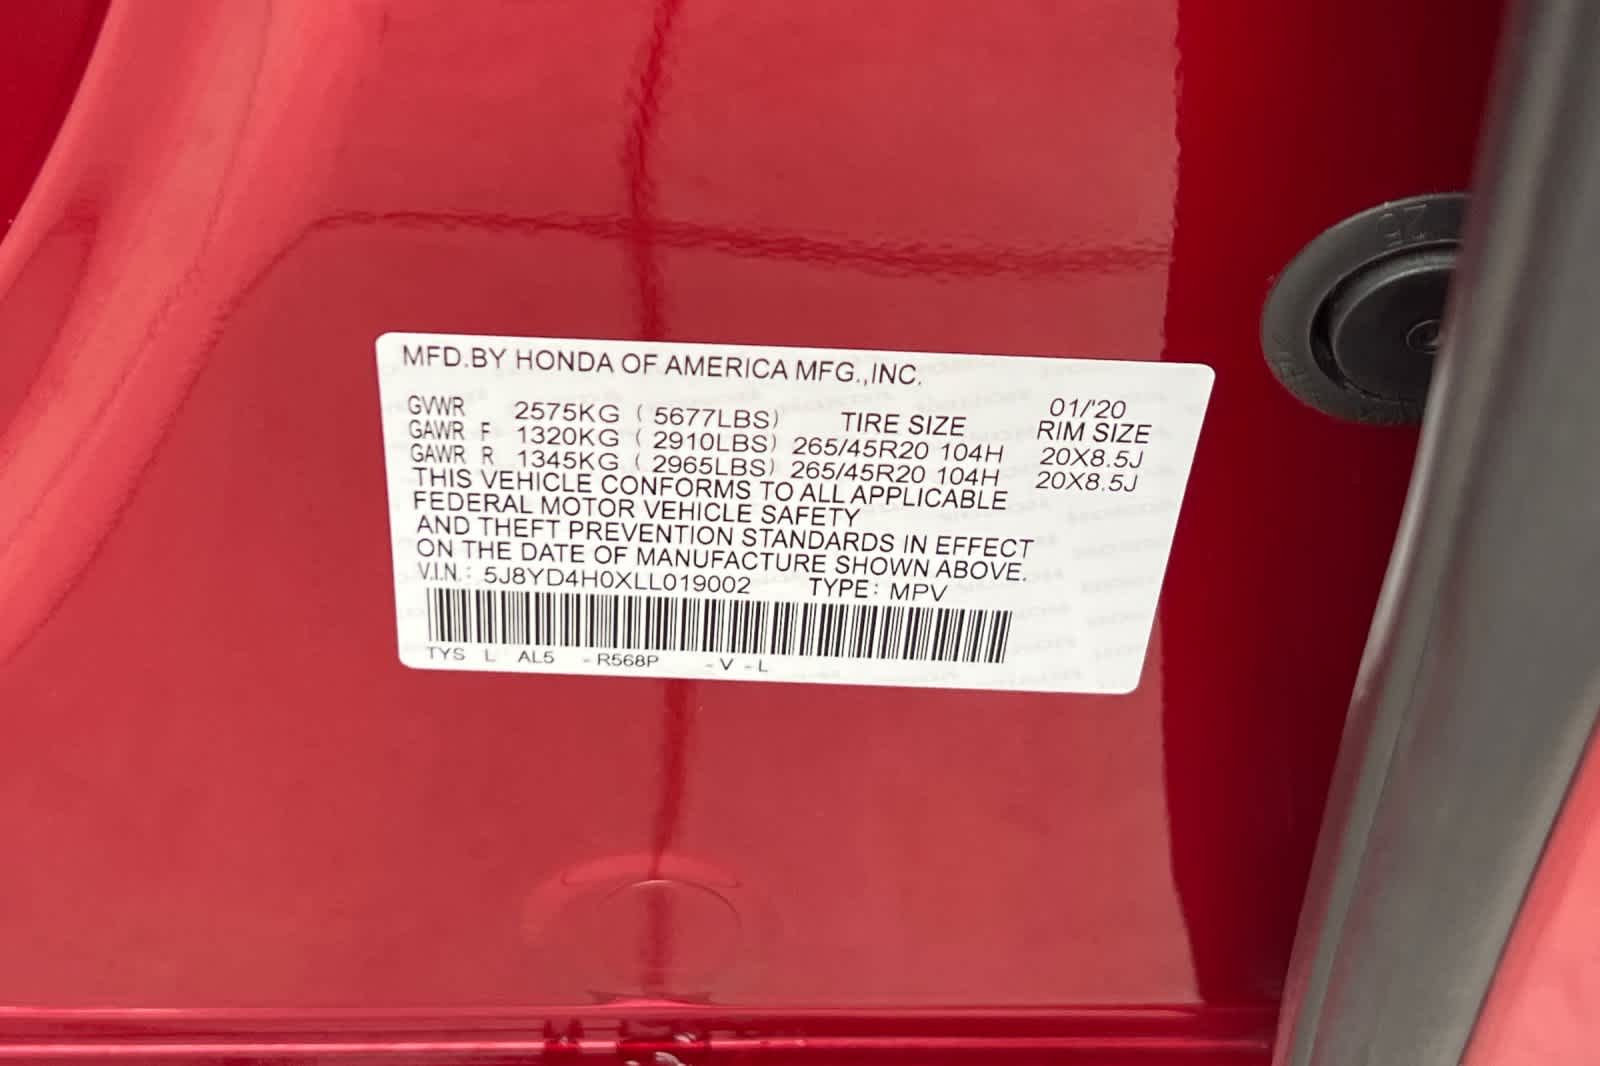 MFD.BY HONDA OF AMERICA MFG.,INC.
GVWR 2575KG ( 5677LBS) TIRE SIZE 01/'20
GAWR F 1320KG ( 2910LBS) 265/45R20 104H RIM SIZE 20X8.5J
GAWR R 1345KG ( 2965LBS) 265/45R20 104H 20X8.5J
THIS VEHICLE CONFORMS TO ALL APPLICABLE
FEDERAL MOTOR VEHICLE SAFETY
AND THEFT PREVENTION STANDARDS IN EFFECT
ON THE DATE OF MANUFACTURE SHOWN ABOVE.
V.I.N.: 5J8YD4H0XLL019002 TYPE: MPV
TYS L AL5 -R568P -V -L
25